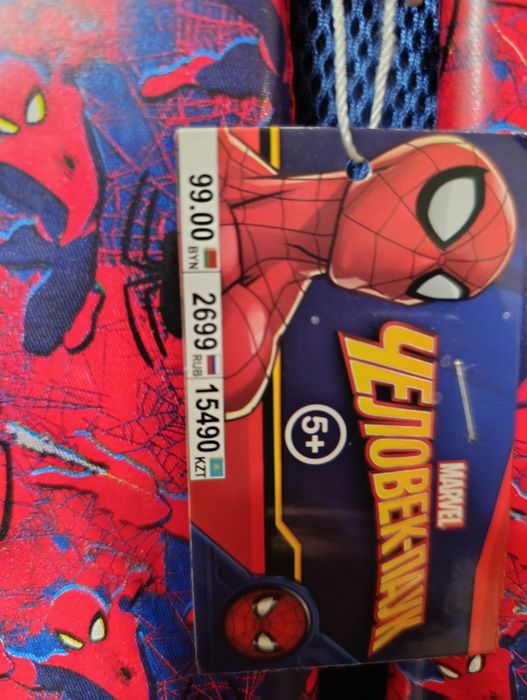 MARVEL
ЧЕЛОВЕК-ПАУК
5+
99.00 BYN 2699 RUB 15490 KZT